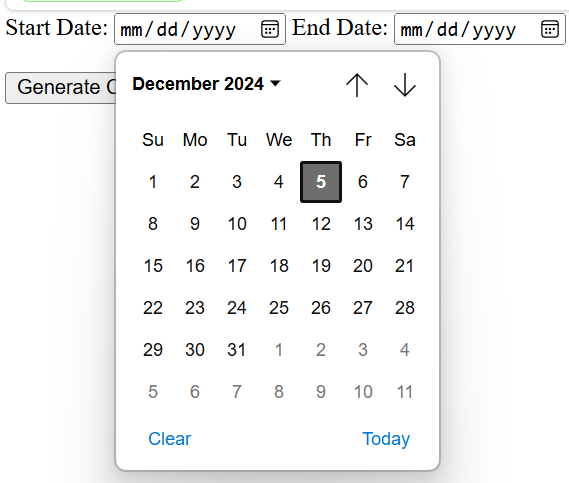 Start Date: mm/dd/yyyy End Date: mm/dd/yyyy
Generate
December 2024
Su Mo Tu We Th Fr Sa
1 2 3 4 5 6 7
8 9 10 11 12 13 14
15 16 17 18 19 20 21
22 23 24 25 26 27 28
29 30 31 1 2 3 4
5 6 7 8 9 10 11
Clear Today